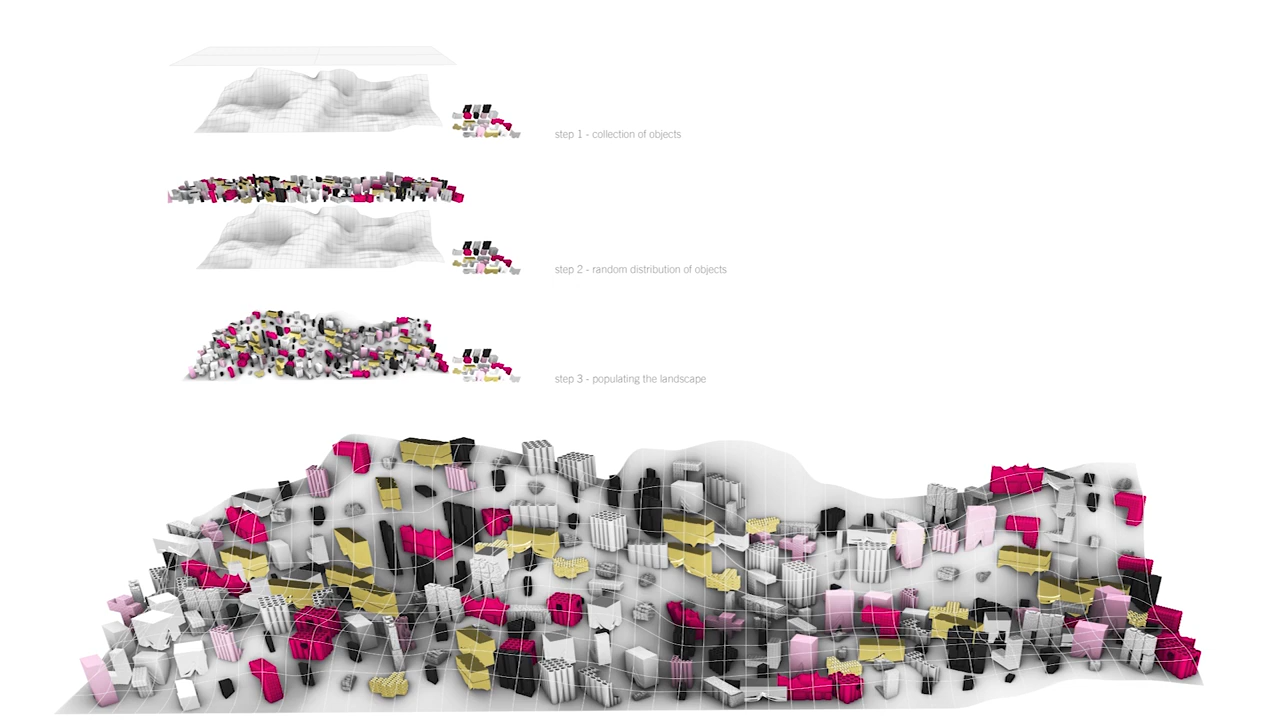 step 1 - collection of objects
step 2 - random distribution of objects
step 3 - populating the landscape